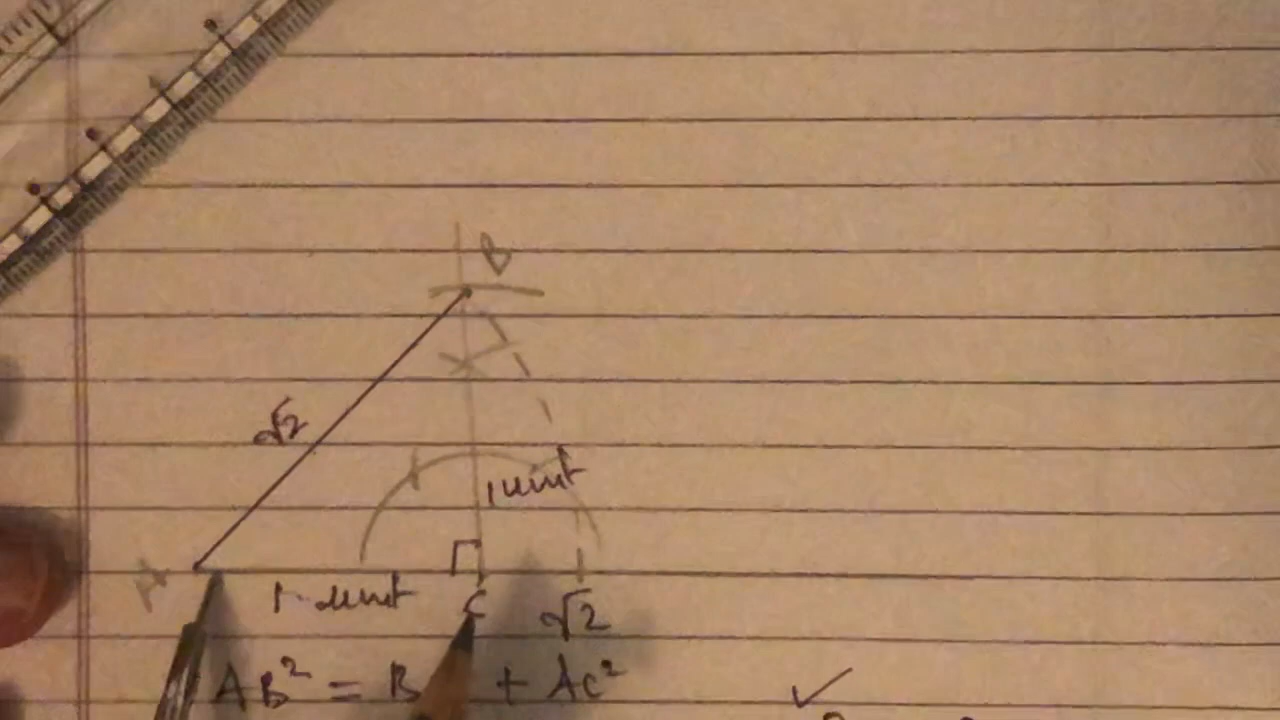 B
√2
1 unit
A
1 unit
C
√2
AB² = B + AC²